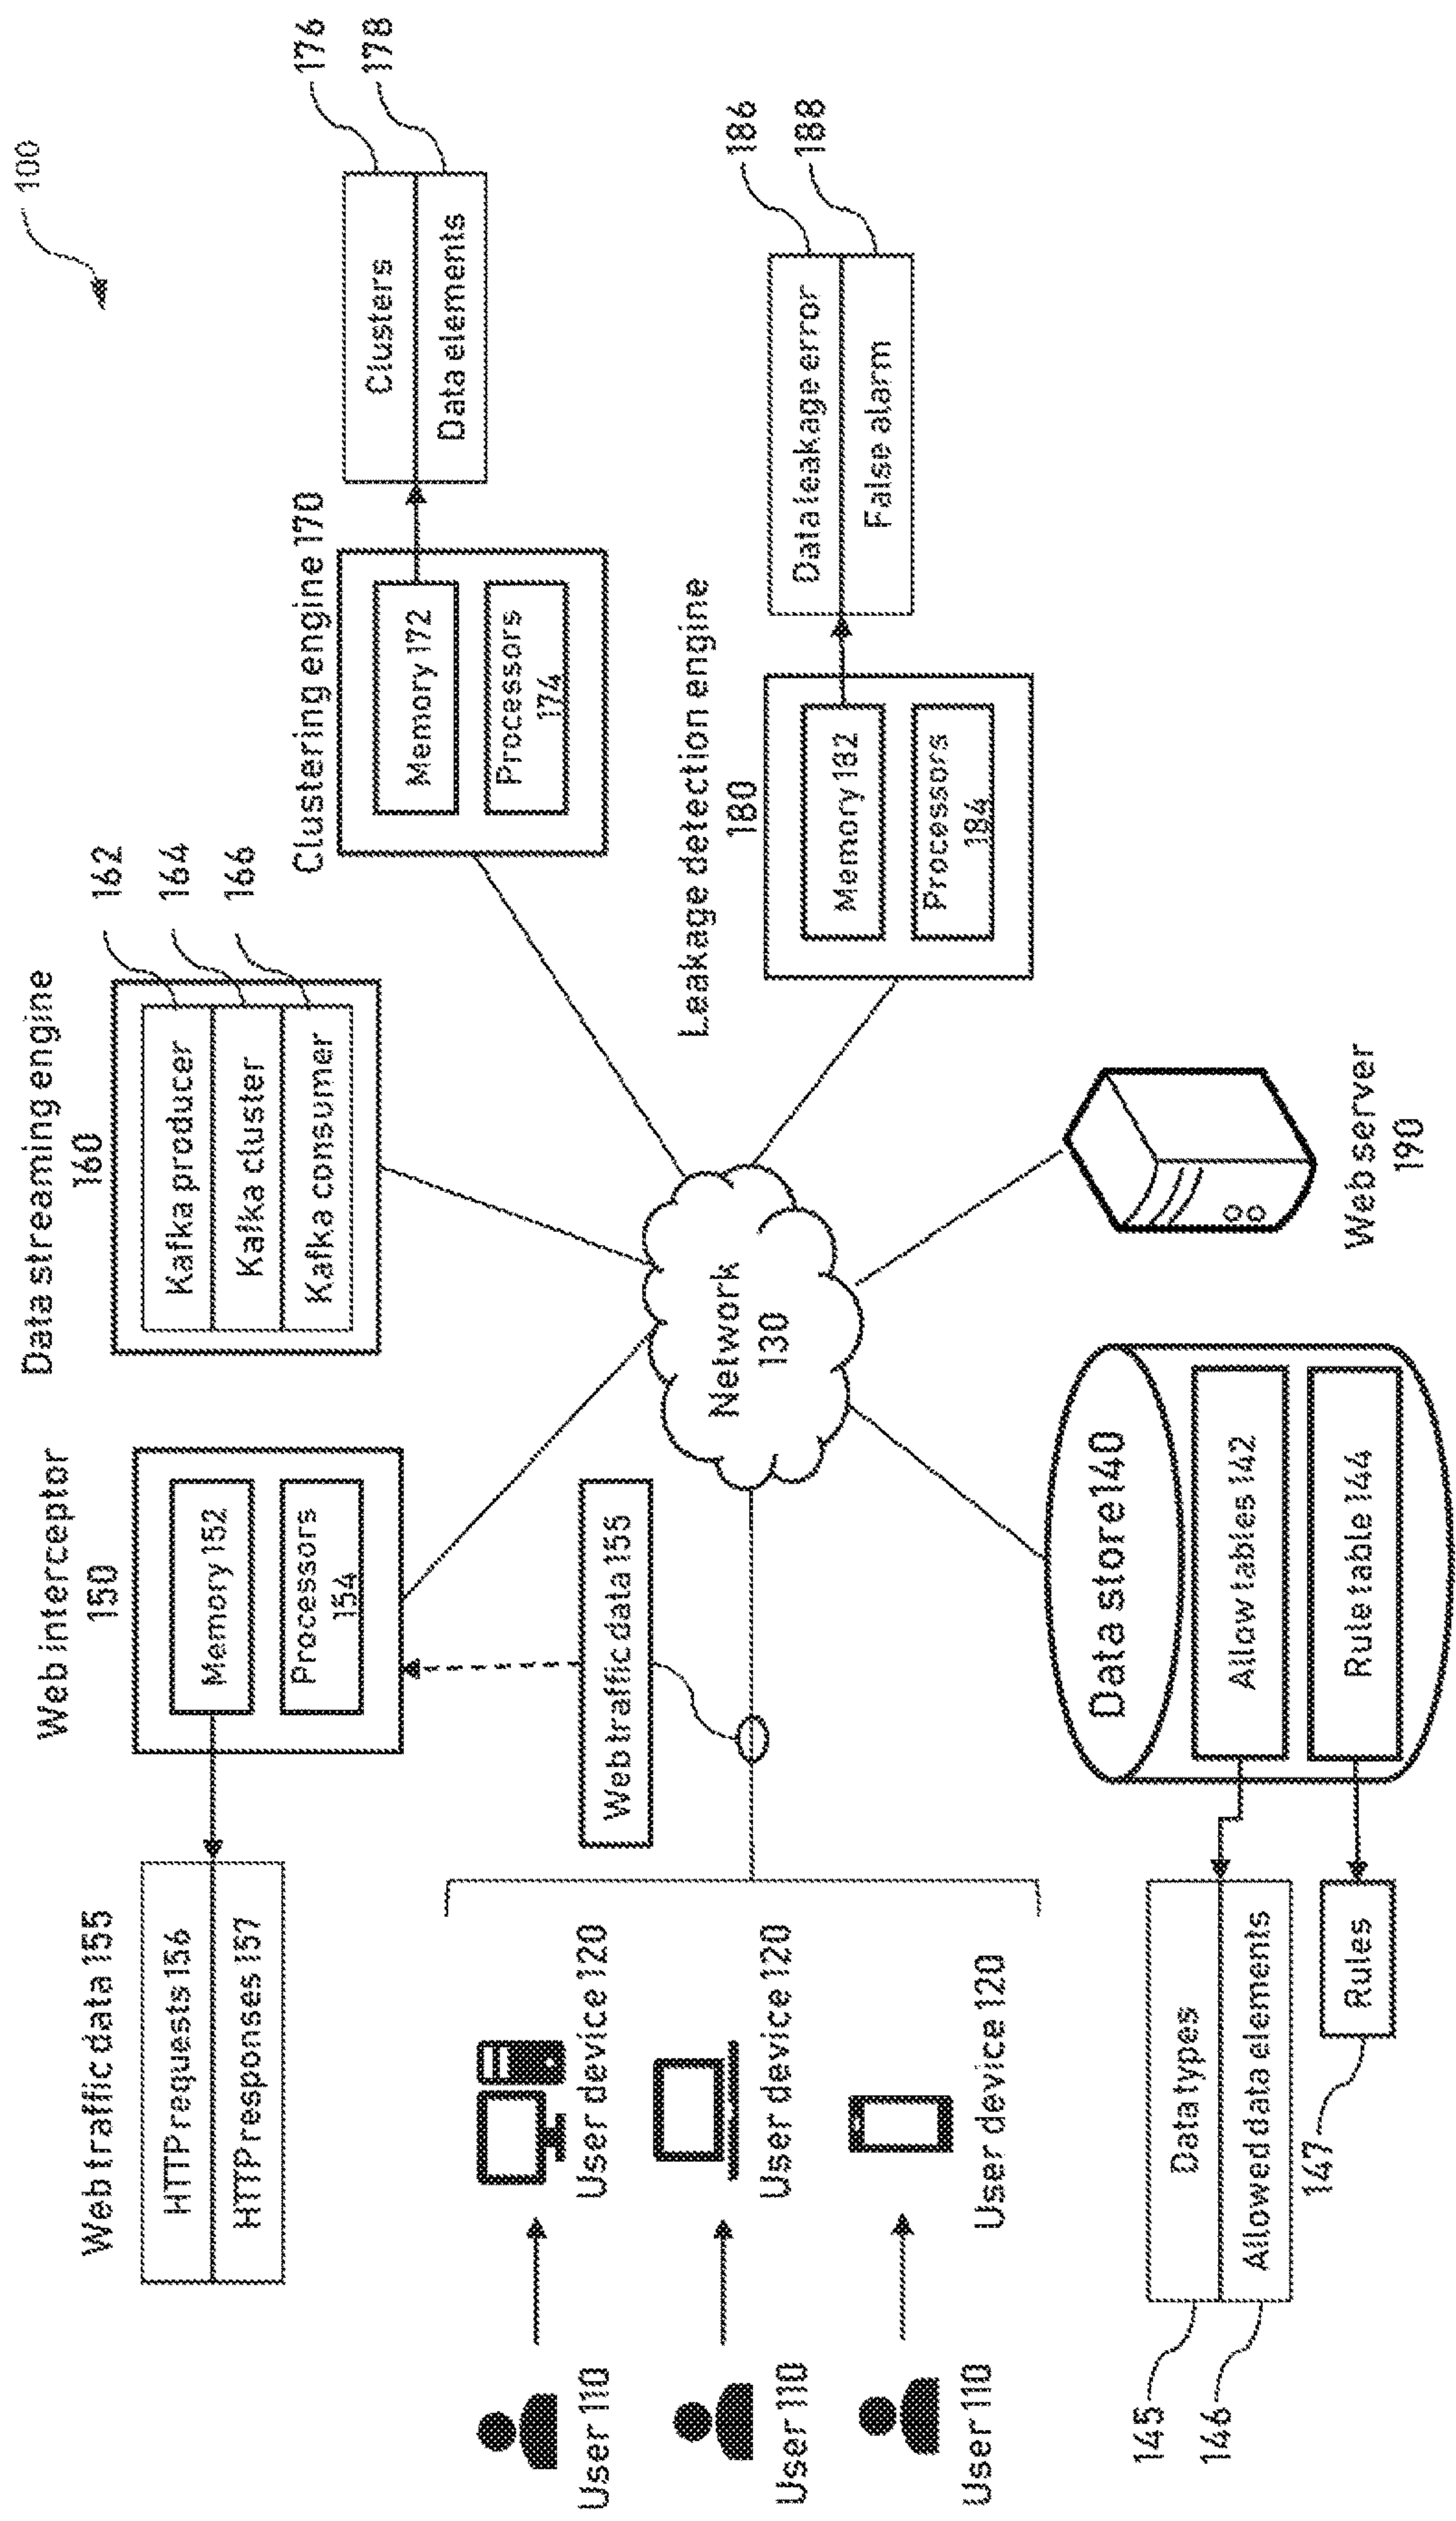 100
Web traffic data 155
HTTP requests 156
HTTP responses 157
Web interceptor
150
Memory 152
Processors
154
Data streaming engine
160
Kafka producer
Kafka cluster
Kafka consumer
162
164
166
Clustering engine 170
Memory 172
Processors
174
Clusters
Data elements
176
178
Web traffic data 155
User 110
User device 120
User 110
User device 120
User 110
User device 120
Network
130
Leakage detection engine
180
Memory 182
Processors
184
Data leakage error
False alarm
186
188
Data store 140
Allow tables 142
Rule table 144
Data types
Allowed data elements
145
146
Rules
147
Web server
190